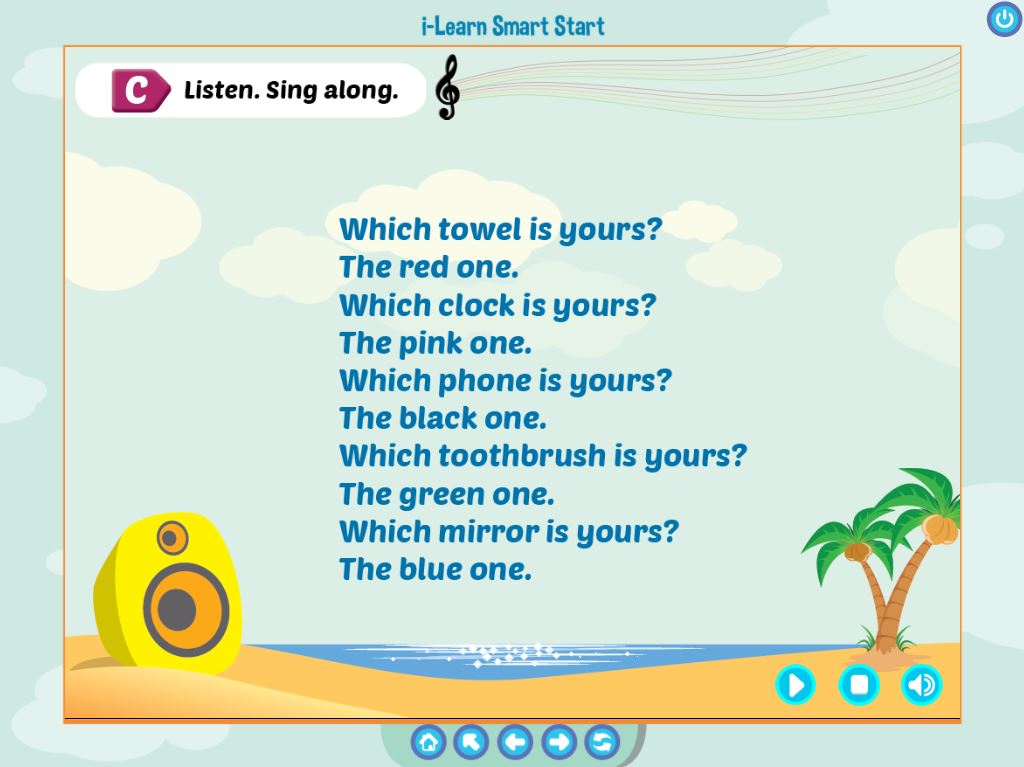 i-Learn Smart Start
C Listen. Sing along.
Which towel is yours?
The red one.
Which clock is yours?
The pink one.
Which phone is yours?
The black one.
Which toothbrush is yours?
The green one.
Which mirror is yours?
The blue one.